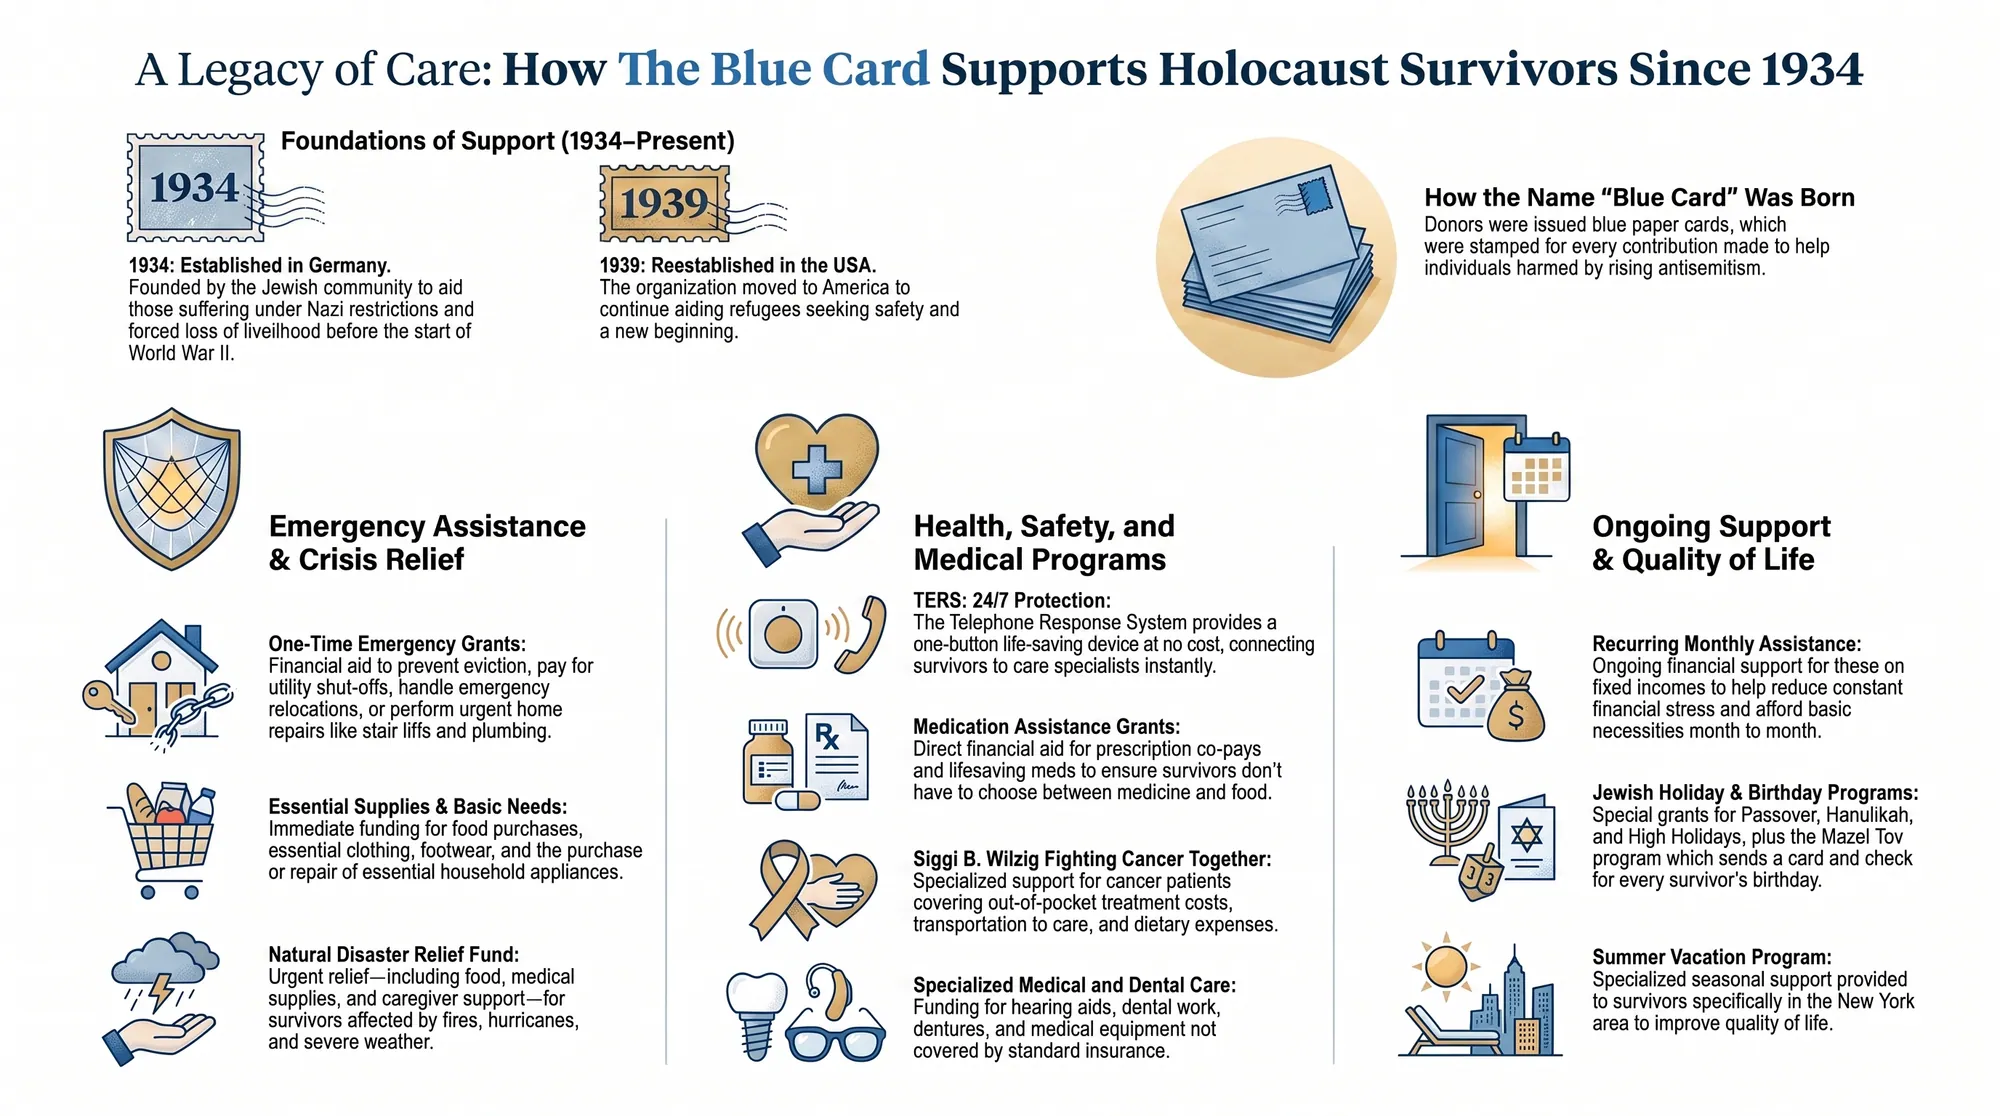 A Legacy of Care: How The Blue Card Supports Holocaust Survivors Since 1934
Foundations of Support (1934–Present)
1934
1939
1934: Established in Germany.
Founded by the Jewish community to aid
those suffering under Nazi restrictions and
forced loss of liveilhood before the start of
World War II.
1939: Reestablished in the USA.
The organization moved to America to
continue aiding refugees seeking safety and
a new beginning.
How the Name “Blue Card” Was Born
Donors were issued blue paper cards, which
were stamped for every contribution made to help
individuals harmed by rising antisemitism.
Emergency Assistance
& Crisis Relief
One-Time Emergency Grants:
Financial aid to prevent eviction, pay for
utility shut-offs, handle emergency
relocations, or perform urgent home
repairs like stair liffs and plumbing.
Essential Supplies & Basic Needs:
Immediate funding for food purchases,
essential clothing, footwear, and the purchase
or repair of essential household appliances.
Natural Disaster Relief Fund:
Urgent relief—including food, medical
supplies, and caregiver support—for
survivors affected by fires, hurricanes,
and severe weather.
Health, Safety, and
Medical Programs
TERS: 24/7 Protection:
The Telephone Response System provides a
one-button life-saving device at no cost, connecting
survivors to care specialists instantly.
Rx
Medication Assistance Grants:
Direct financial aid for prescription co-pays
and lifesaving meds to ensure survivors don't
have to choose between medicine and food.
Siggi B. Wilzig Fighting Cancer Together:
Specialized support for cancer patients
covering out-of-pocket treatment costs,
transportation to care, and dietary expenses.
Specialized Medical and Dental Care:
Funding for hearing aids, dental work,
dentures, and medical equipment not
covered by standard insurance.
Ongoing Support
& Quality of Life
$
Recurring Monthly Assistance:
Ongoing financial support for these on
fixed incomes to help reduce constant
financial stress and afford basic
necessities month to month.
Jewish Holiday & Birthday Programs:
Special grants for Passover, Hanulikah,
and High Holidays, plus the Mazel Tov
program which sends a card and check
for every survivor's birthday.
Summer Vacation Program:
Specialized seasonal support provided
to survivors specifically in the New York
area to improve quality of life.